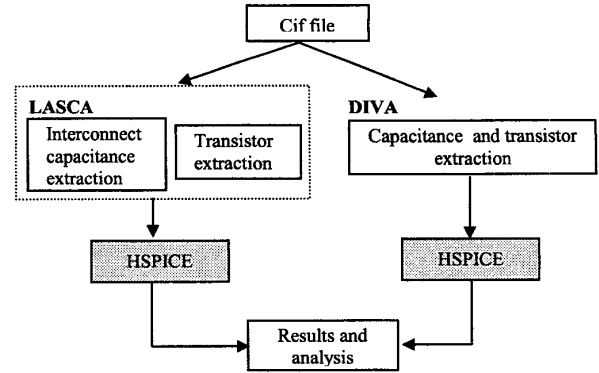 Cif file
LASCA
Interconnect
capacitance
extraction
Transistor
extraction
DIVA
Capacitance and transistor
extraction
HSPICE
HSPICE
Results and
analysis